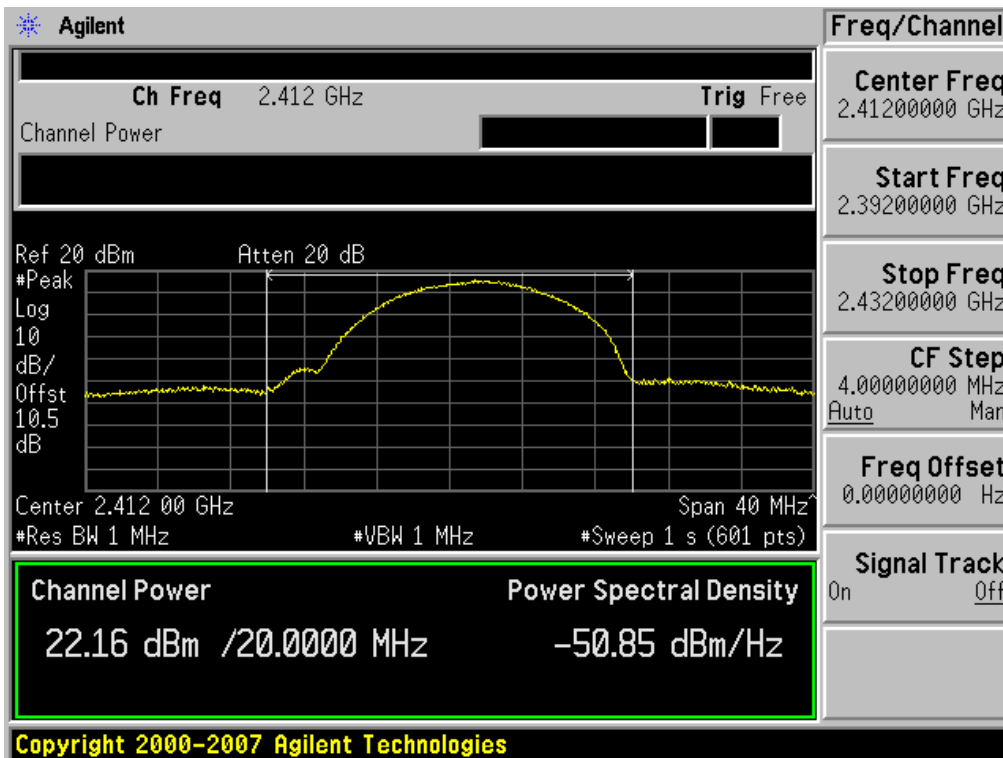 Agilent
Freq/Channel
Ch Freq 2.412 GHz Trig Free
Channel Power
Center Freq
2.41200000 GHz
Start Freq
2.39200000 GHz
Stop Freq
2.43200000 GHz
CF Step
4.00000000 MHz
Auto Man
Freq Offset
0.00000000 Hz
Signal Track
On Off
Ref 20 dBm Atten 20 dB
#Peak
Log
10
dB/
Offst
10.5
dB
Center 2.412 00 GHz Span 40 MHz^
#Res BW 1 MHz #VBW 1 MHz #Sweep 1 s (601 pts)
Channel Power Power Spectral Density
22.16 dBm /20.0000 MHz -50.85 dBm/Hz
Copyright 2000-2007 Agilent Technologies